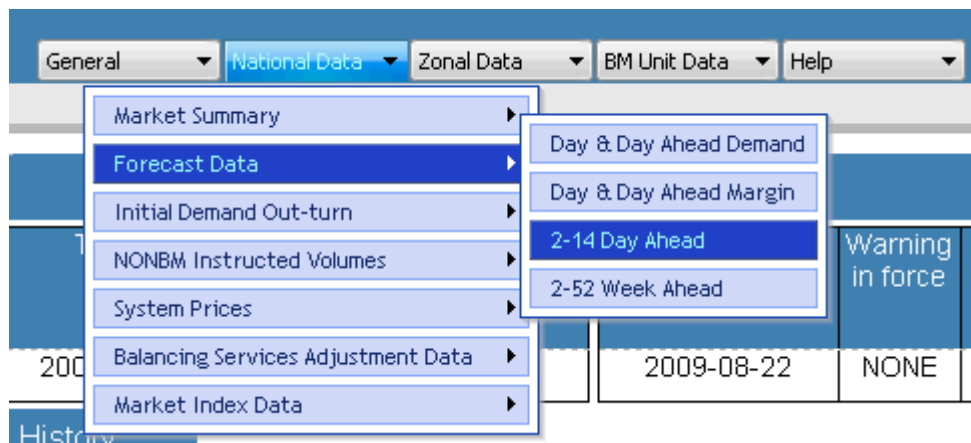 General
National Data
Zonal Data
BM Unit Data
Help
Market Summary
Forecast Data
Initial Demand Out-turn
NONBM Instructed Volumes
System Prices
Balancing Services Adjustment Data
Market Index Data
Day & Day Ahead Demand
Day & Day Ahead Margin
2-14 Day Ahead
2-52 Week Ahead
Warning
in force
200
2009-08-22
NONE
History